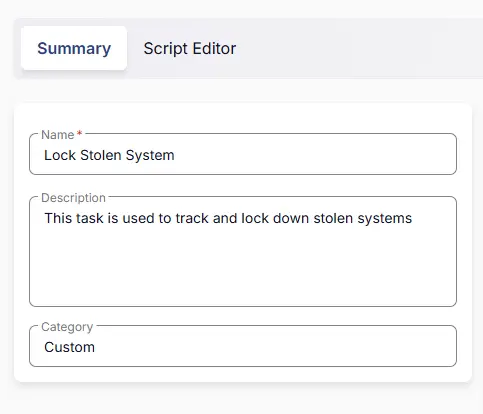 Summary
Script Editor
Name *
Lock Stolen System
Description
This task is used to track and lock down stolen systems
Category
Custom